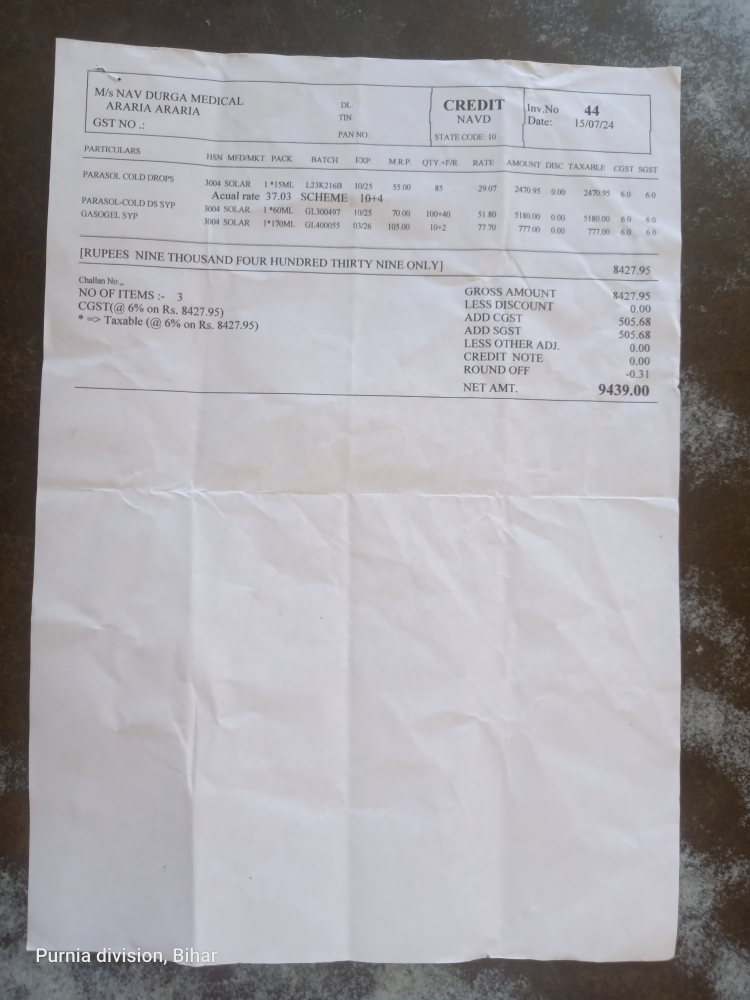 M/s NAV DURGA MEDICAL
ARARIA ARARIA
GST NO .:
DL:
TIN:
PAN NO.:
CREDIT
NAVD
STATE CODE: 10
Inv.No 44
Date: 15/07/24
PARTICULARS HSN MFD/MKT PACK BATCH EXP. M.R.P. QTY +F/R RATE AMOUNT DISC TAXABLE CGST SGST
PARASOL COLD DROPS 3004 SOLAR 1 *15ML L23K216B 10/25 55.00 85 29.07 2470.95 0.00 2470.95 6.0 6.0
Acual rate 37.03 SCHEME 10+4
PARASOL-COLD DS SYP 3004 SOLAR 1 *60ML GL300497 10/25 70.00 100+40 51.80 5180.00 0.00 5180.00 6.0 6.0
GASOGEL SYP 3004 SOLAR 1*170ML GL400055 03/26 105.00 10+2 77.70 777.00 0.00 777.00 6.0 6.0
[RUPEES NINE THOUSAND FOUR HUNDRED THIRTY NINE ONLY] 8427.95
Challan No.,,
NO OF ITEMS :- 3
CGST(@ 6% on Rs. 8427.95)
* => Taxable (@ 6% on Rs. 8427.95)
GROSS AMOUNT 8427.95
LESS DISCOUNT 0.00
ADD CGST 505.68
ADD SGST 505.68
LESS OTHER ADJ. 0.00
CREDIT NOTE 0.00
ROUND OFF -0.31
NET AMT. 9439.00
Purnia division, Bihar